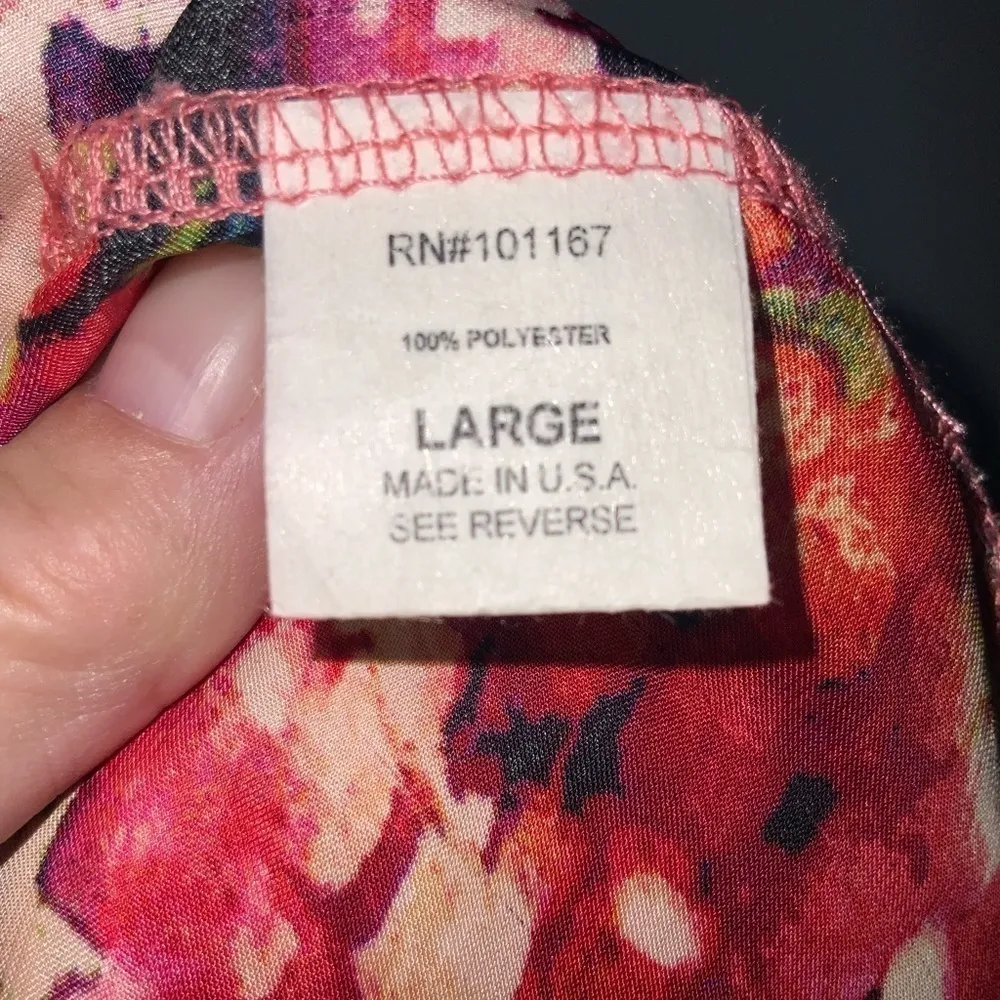 RN#101167
100% POLYESTER
LARGE
MADE IN U.S.A.
SEE REVERSE